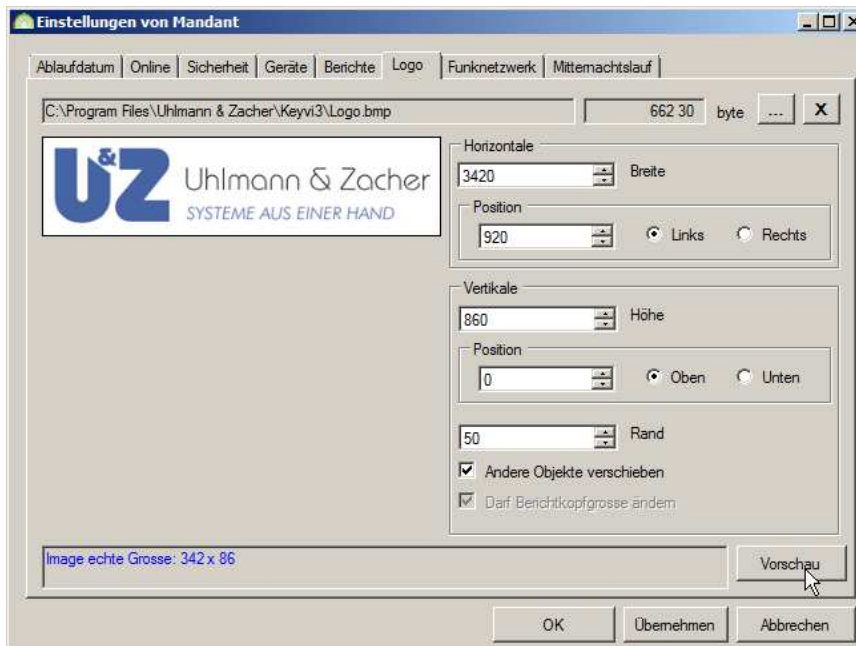 Einstellungen von Mandant
Ablaufdatum Online Sicherheit Geräte Berichte Logo Funknetzwerk Mitternachtslauf
C:\Program Files\Uhlmann & Zacher\Keyvi3\Logo.bmp 662 30 byte ... X
U&Z Uhlmann & Zacher
SYSTEME AUS EINER HAND
Horizontale
3420 Breite
Position
920 Links Rechts
Vertikale
860 Höhe
Position
0 Oben Unten
50 Rand
Andere Objekte verschieben
Darf Berichtkopfgrosse ändern
Image echte Grosse: 342 x 86
Vorschau
OK Übernehmen Abbrechen